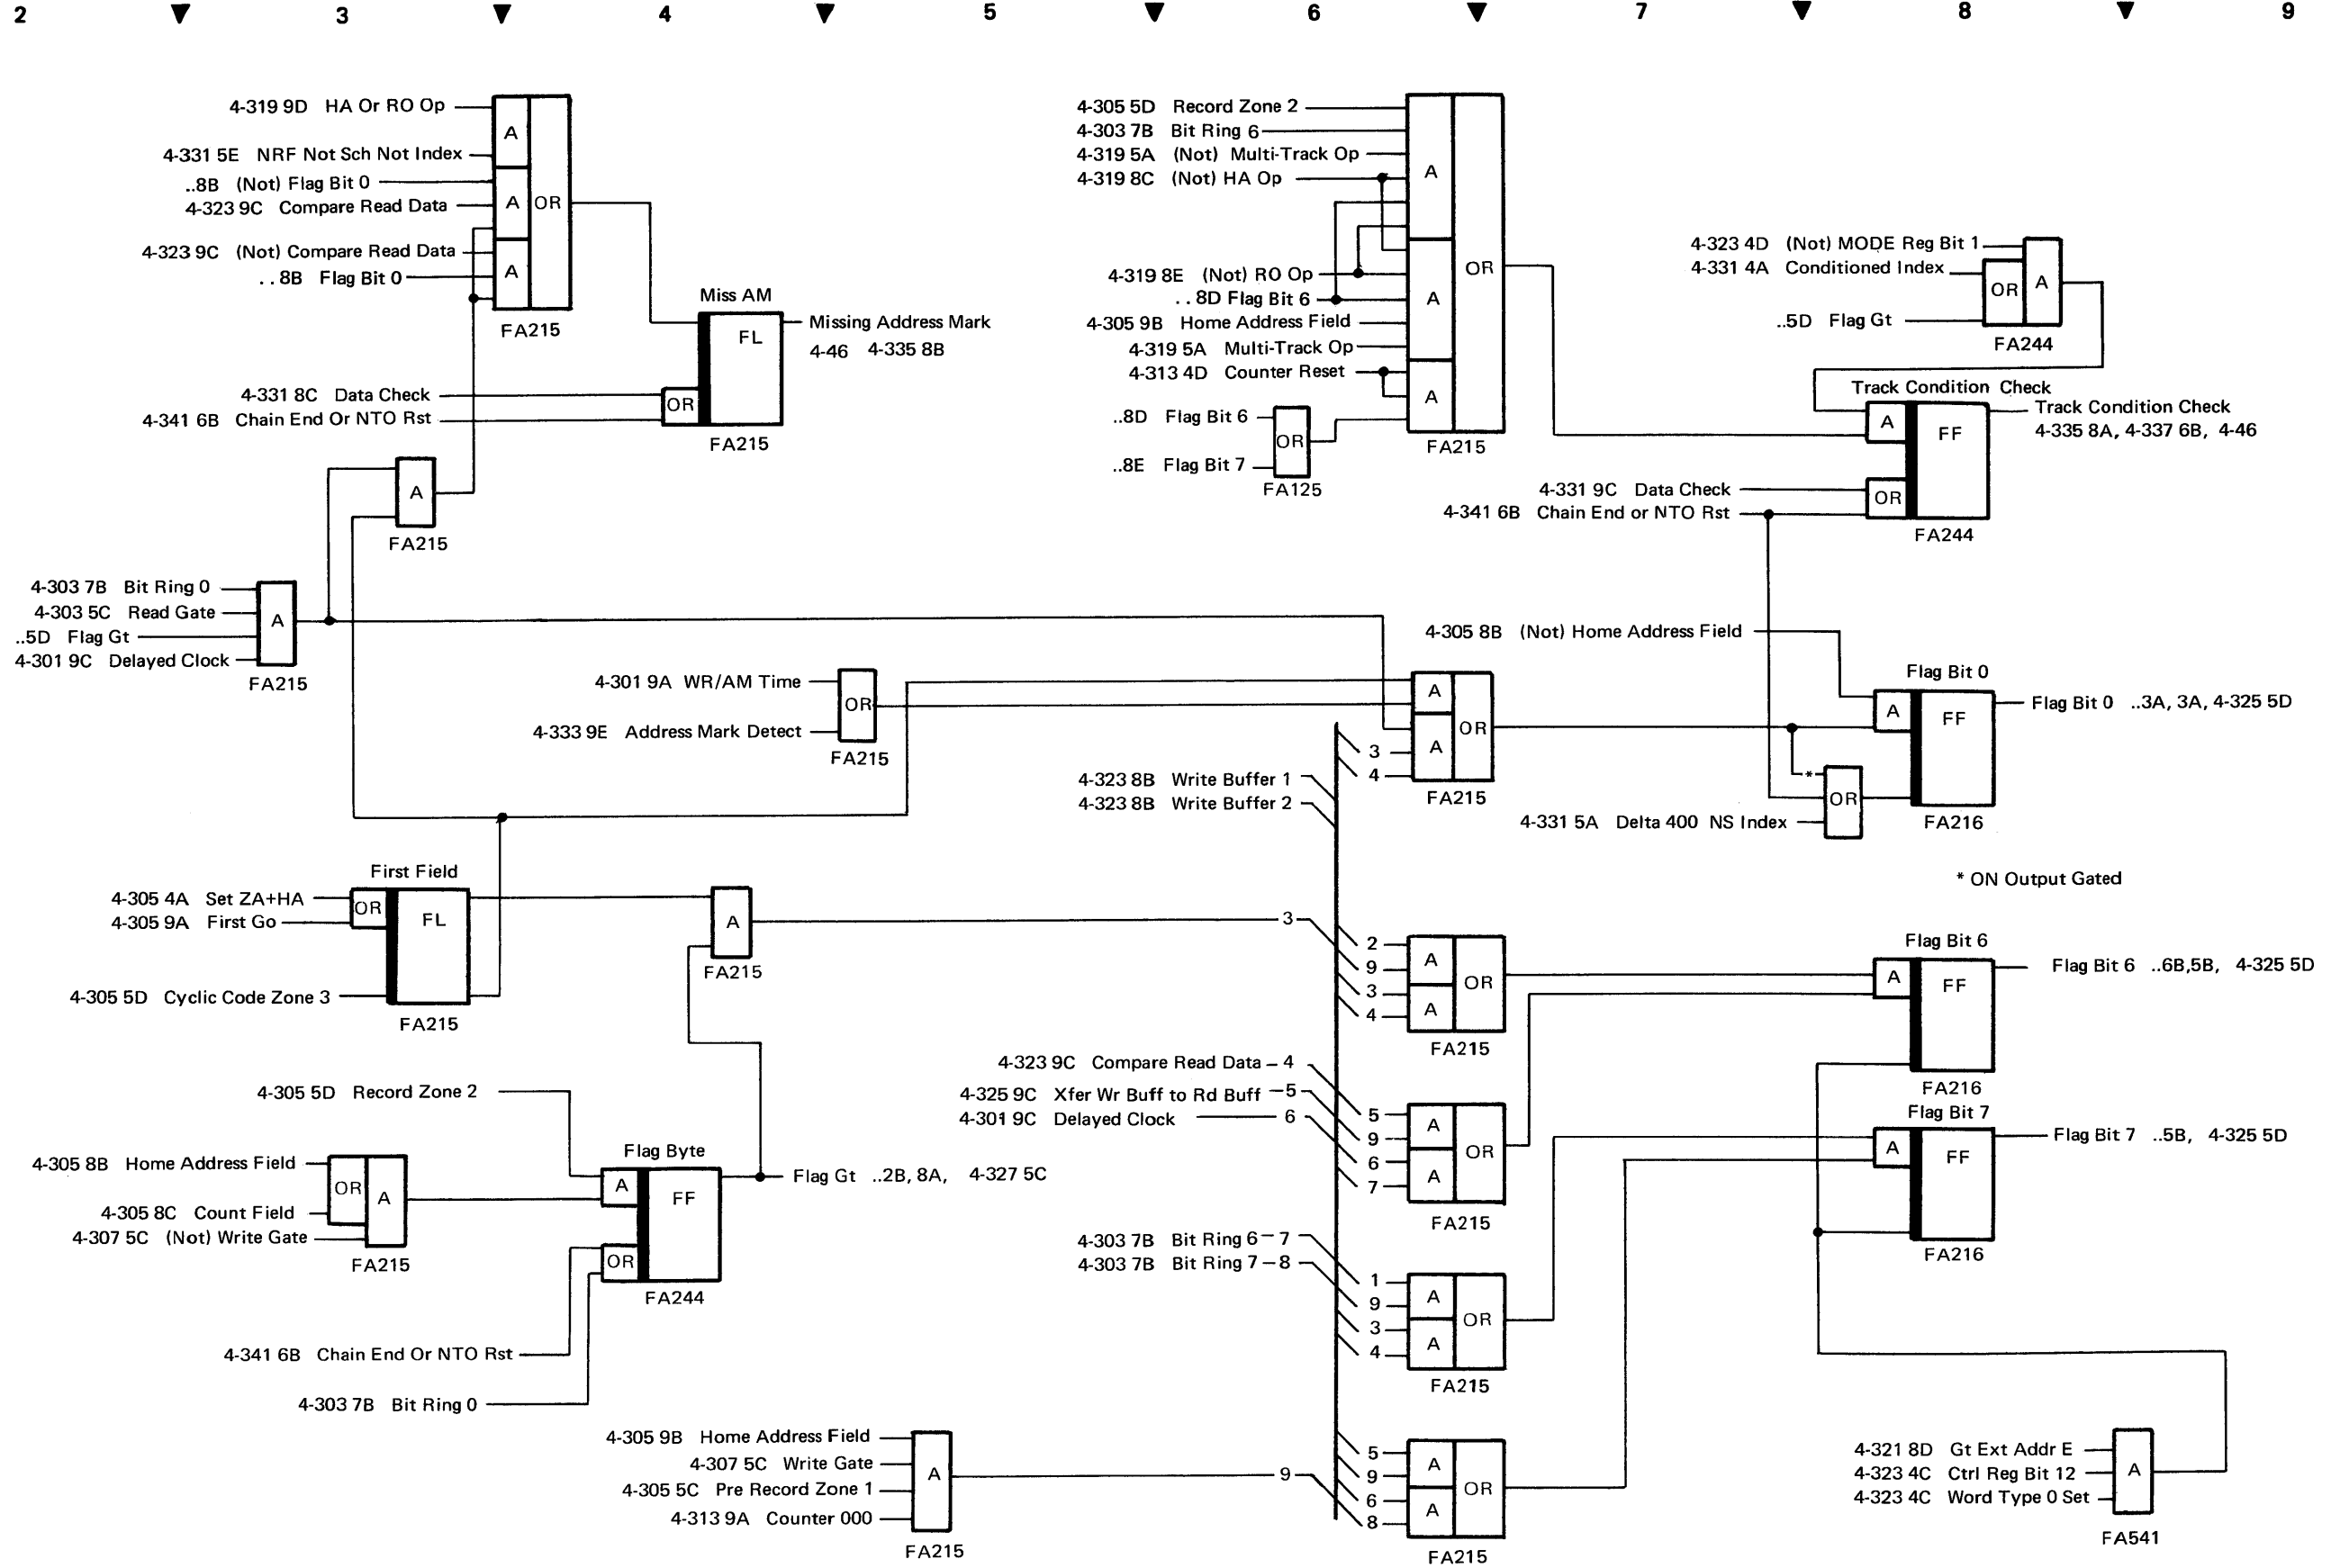 2 3 4 5 6 7 8 9
4-319 9D HA Or RO Op
4-331 5E NRF Not Sch Not Index
..8B (Not) Flag Bit 0
4-323 9C Compare Read Data
4-323 9C (Not) Compare Read Data
..8B Flag Bit 0
A
A
A
OR
FA215
Miss AM
FL
OR
FA215
Missing Address Mark
4-46 4-335 8B
4-331 8C Data Check
4-341 6B Chain End Or NTO Rst
A
FA215
4-303 7B Bit Ring 0
4-303 5C Read Gate
..5D Flag Gt
4-301 9C Delayed Clock
A
FA215
4-305 5D Record Zone 2
4-303 7B Bit Ring 6
4-319 5A (Not) Multi-Track Op
4-319 8C (Not) HA Op
4-319 8E (Not) RO Op
..8D Flag Bit 6
4-305 9B Home Address Field
4-319 5A Multi-Track Op
4-313 4D Counter Reset
..8D Flag Bit 6
..8E Flag Bit 7
OR
FA125
A
A
A
OR
FA215
4-323 4D (Not) MODE Reg Bit 1
4-331 4A Conditioned Index
..5D Flag Gt
OR
A
FA244
Track Condition Check
A
FF
OR
FA244
Track Condition Check
4-335 8A, 4-337 6B, 4-46
4-331 9C Data Check
4-341 6B Chain End or NTO Rst
4-305 8B (Not) Home Address Field
4-301 9A WR/AM Time
4-333 9E Address Mark Detect
OR
FA215
A
A
OR
3
4
FA215
4-323 8B Write Buffer 1
4-323 8B Write Buffer 2
Flag Bit 0
A
FF
FA216
Flag Bit 0 ..3A, 3A, 4-325 5D
*
OR
4-331 5A Delta 400 NS Index
* ON Output Gated
First Field
4-305 4A Set ZA+HA
4-305 9A First Go
OR
FL
4-305 5D Cyclic Code Zone 3
FA215
A
FA215
3
2
9
3
4
A
A
OR
FA215
Flag Bit 6
A
FF
FA216
Flag Bit 6 ..6B,5B, 4-325 5D
4-323 9C Compare Read Data – 4
4-325 9C Xfer Wr Buff to Rd Buff – 5
4-301 9C Delayed Clock 6
5
9
6
7
A
A
OR
FA215
Flag Bit 7
A
FF
FA216
Flag Bit 7 ..5B, 4-325 5D
4-305 5D Record Zone 2
4-305 8B Home Address Field
4-305 8C Count Field
4-307 5C (Not) Write Gate
OR
A
FA215
Flag Byte
A
FF
OR
FA244
Flag Gt ..2B, 8A, 4-327 5C
4-341 6B Chain End Or NTO Rst
4-303 7B Bit Ring 0
4-303 7B Bit Ring 6 – 7
4-303 7B Bit Ring 7 – 8
1
9
3
4
A
A
OR
FA215
4-305 9B Home Address Field
4-307 5C Write Gate
4-305 5C Pre Record Zone 1
4-313 9A Counter 000
A
FA215
9
5
9
6
8
A
A
OR
FA215
4-321 8D Gt Ext Addr E
4-323 4C Ctrl Reg Bit 12
4-323 4C Word Type 0 Set
A
FA541